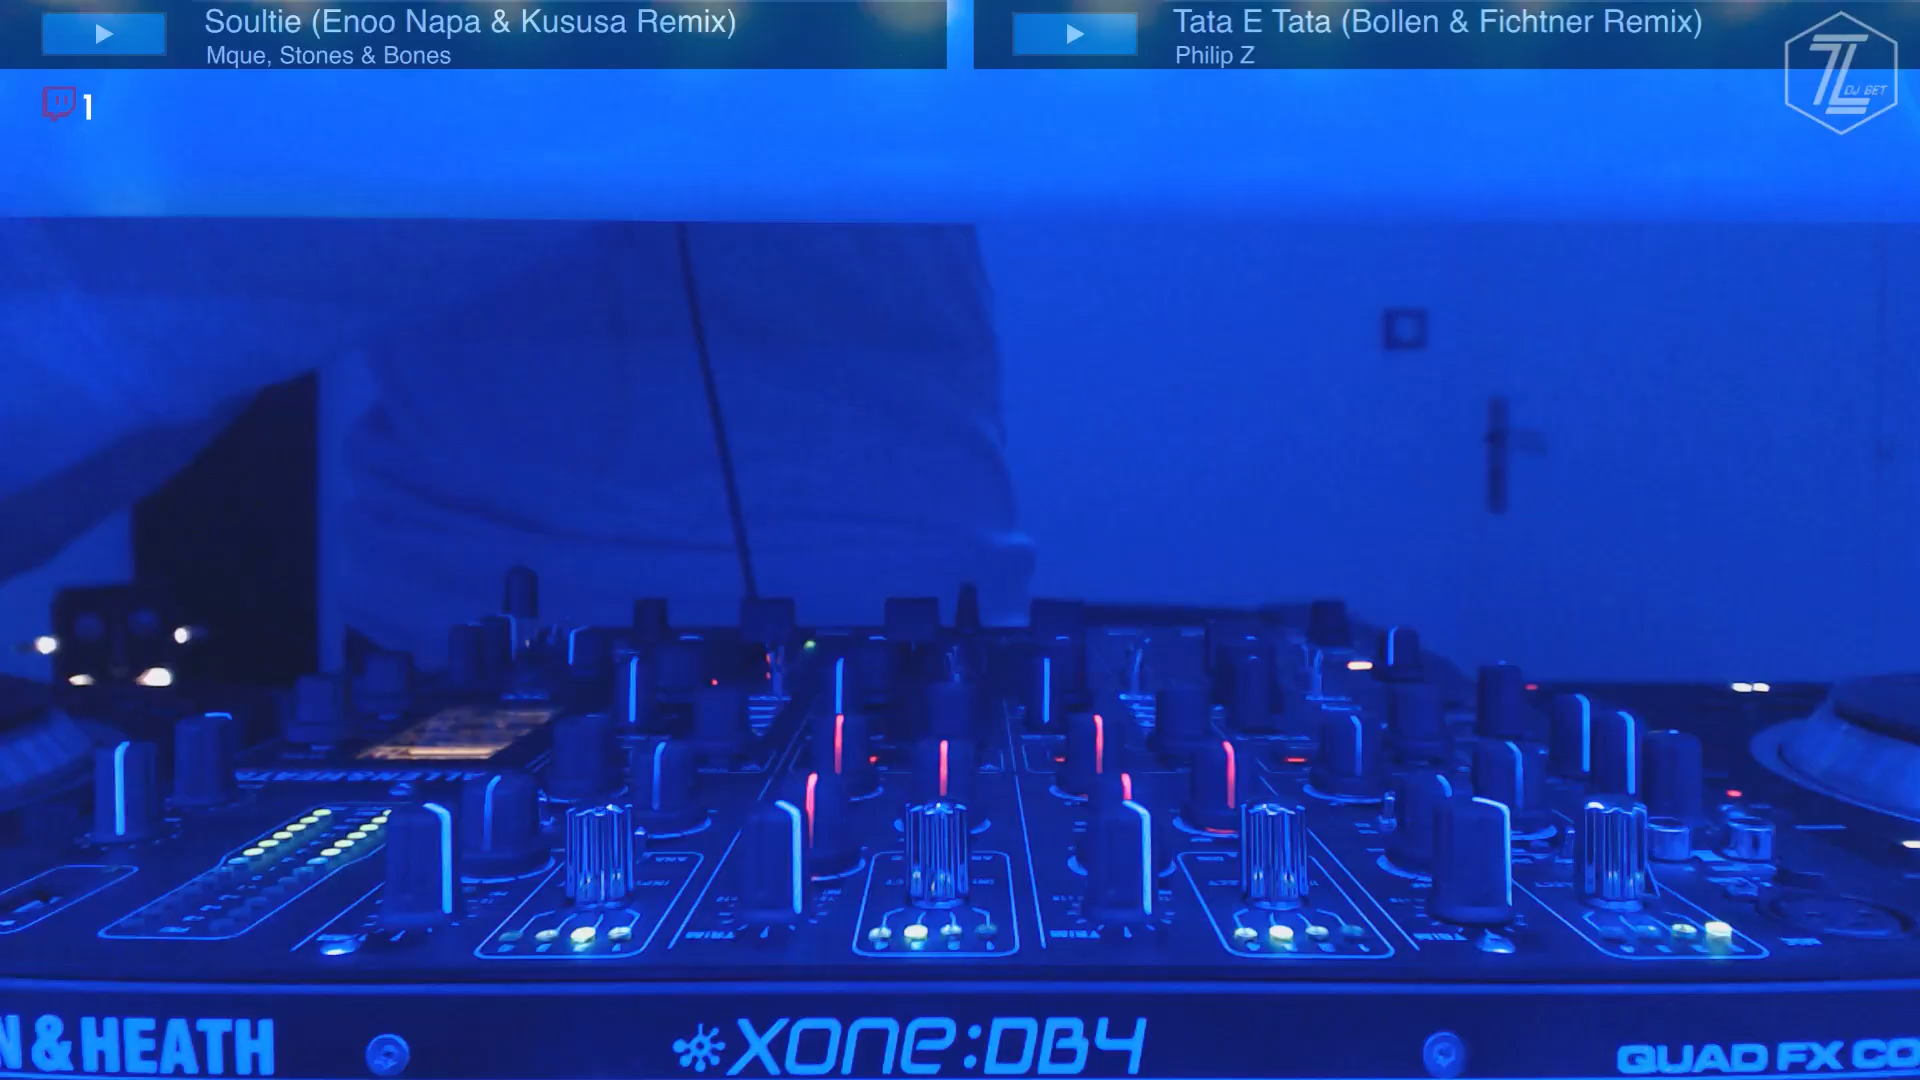 Soultie (Enoo Napa & Kususa Remix)
Mque, Stones & Bones
Tata E Tata (Bollen & Fichtner Remix)
Philip Z
1
TL
DJ SET
N & HEATH
XONE:DB4
QUAD FX CO